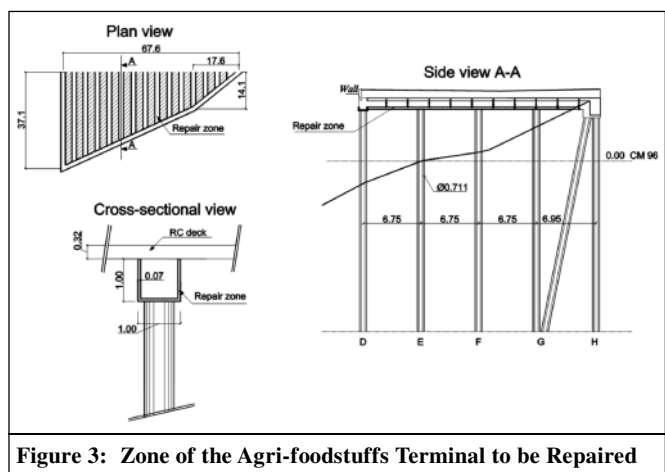 Plan view
67.6
A
17.6
14.1
37.1
Repair zone
A
Side view A-A
Wall
Repair zone
0.00 CM 96
Ø0.711
6.75
6.75
6.75
6.95
D
E
F
G
H
Cross-sectional view
RC deck
0.32
1.00
0.07
Repair zone
1.00
Figure 3: Zone of the Agri-foodstuffs Terminal to be Repaired